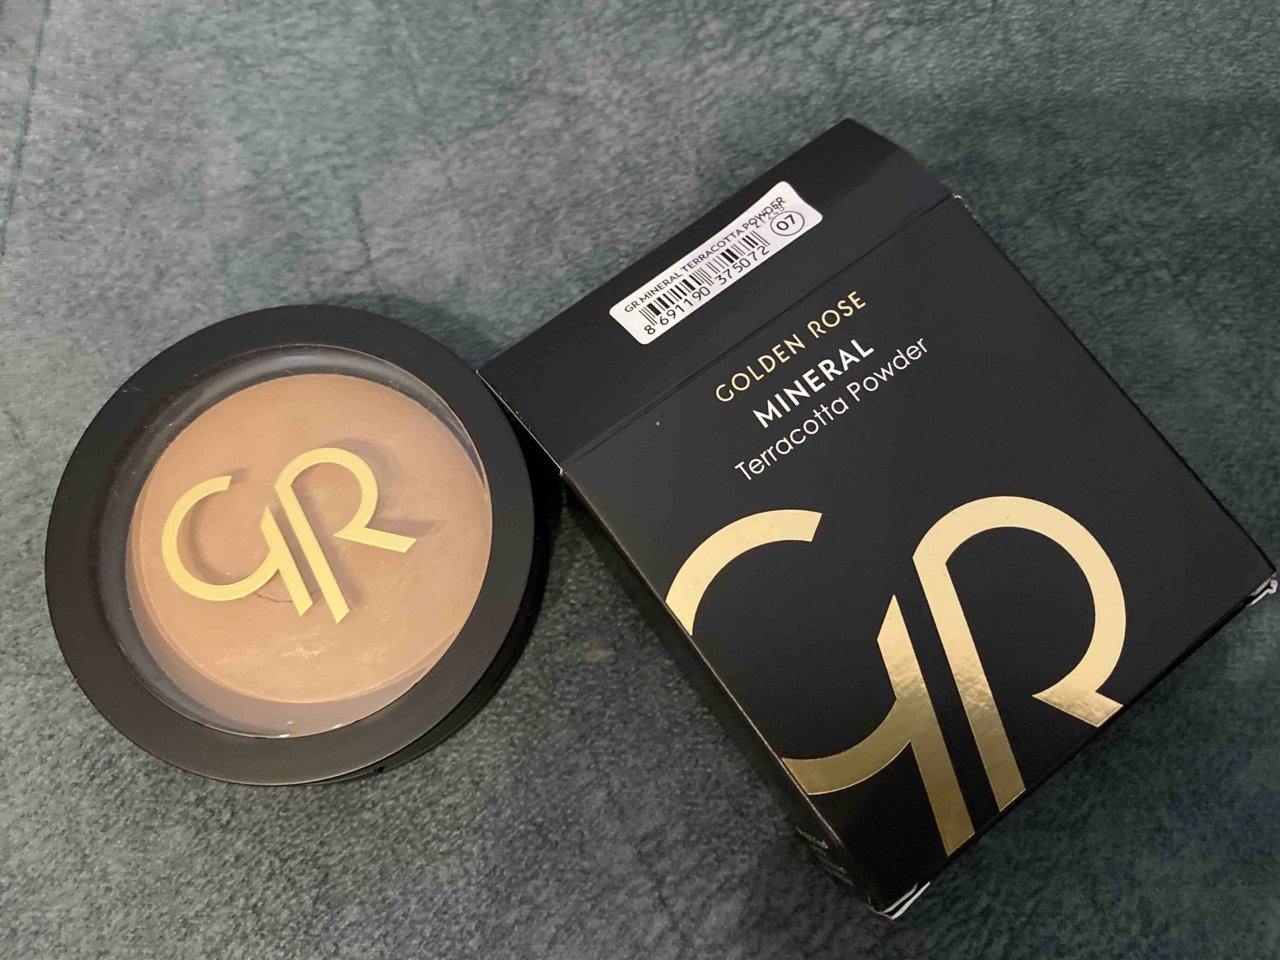 GR MINERAL TERRACOTTA POWDER
07
8 691190 375072
GOLDEN ROSE
MINERAL
Terracotta Powder
GR
GR